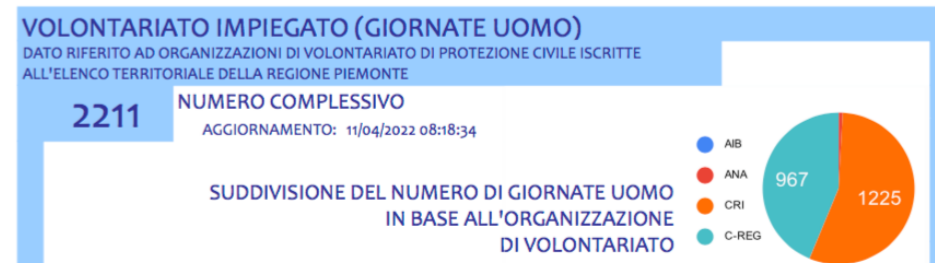 VOLONTARIATO IMPIEGATO (GIORNATE UOMO)
DATO RIFERITO AD ORGANIZZAZIONI DI VOLONTARIATO DI PROTEZIONE CIVILE ISCRITTE
ALL'ELENCO TERRITORIALE DELLA REGIONE PIEMONTE
2211
NUMERO COMPLESSIVO
AGGIORNAMENTO: 11/04/2022 08:18:34
SUDDIVISIONE DEL NUMERO DI GIORNATE UOMO
IN BASE ALL'ORGANIZZAZIONE
DI VOLONTARIATO
AIB
ANA
CRI
C-REG
967
1225